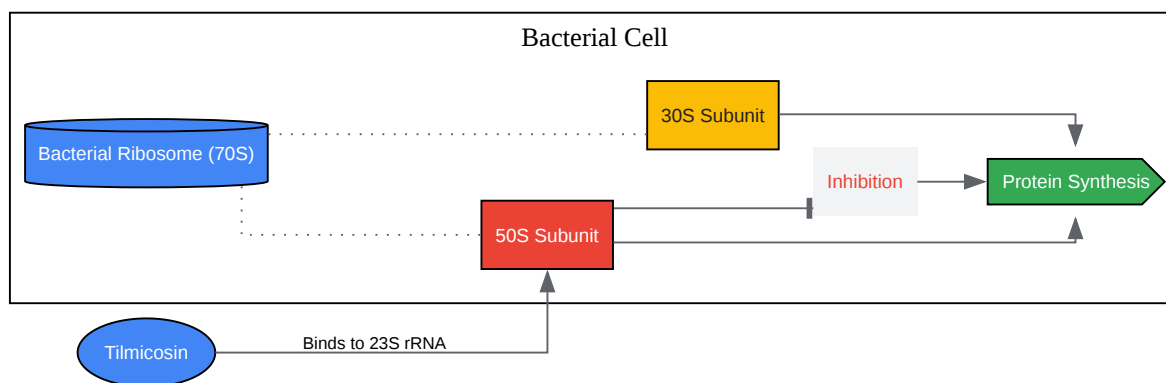 Bacterial Cell
30S Subunit
Bacterial Ribosome (70S)
Inhibition
Protein Synthesis
50S Subunit
Binds to 23S rRNA
Tilmicosin